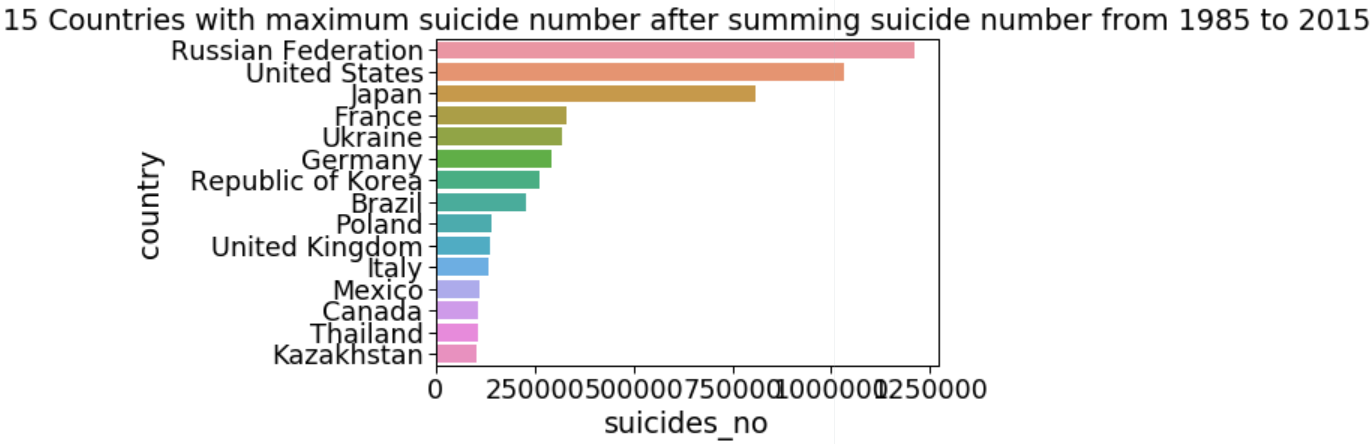 15 Countries with maximum suicide number after summing suicide number from 1985 to 2015
Russian Federation
United States
Japan
France
Ukraine
Germany
Republic of Korea
Brazil
Poland
United Kingdom
Italy
Mexico
Canada
Thailand
Kazakhstan
country
0 250000 500000 750000 1000000 1250000
suicides_no